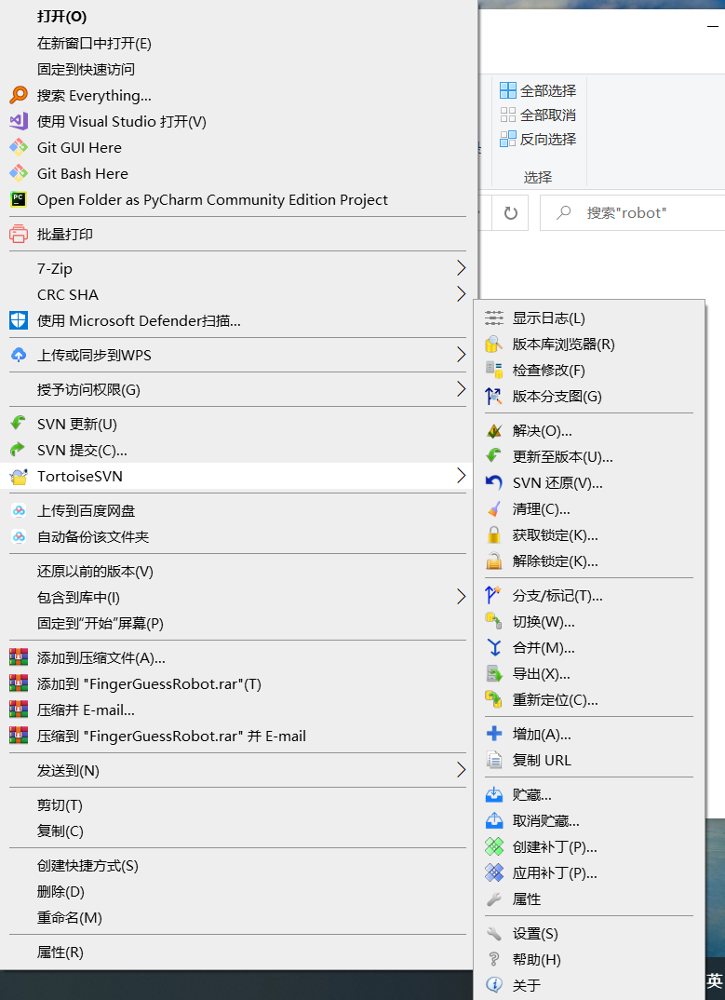 打开(O)
在新窗口中打开(E)
固定到快速访问
搜索 Everything...
使用 Visual Studio 打开(V)
Git GUI Here
Git Bash Here
Open Folder as PyCharm Community Edition Project
批量打印
7-Zip
CRC SHA
使用 Microsoft Defender扫描...
上传或同步到WPS
授予访问权限(G)
SVN 更新(U)
SVN 提交(C)...
TortoiseSVN
上传到百度网盘
自动备份该文件夹
还原以前的版本(V)
包含到库中(I)
固定到“开始”屏幕(P)
添加到压缩文件(A)...
添加到 "FingerGuessRobot.rar"(T)
压缩并 E-mail...
压缩到 "FingerGuessRobot.rar" 并 E-mail
发送到(N)
剪切(T)
复制(C)
创建快捷方式(S)
删除(D)
重命名(M)
属性(R)
全部选择
全部取消
反向选择
选择
搜索"robot"
显示日志(L)
版本库浏览器(R)
检查修改(F)
版本分支图(G)
解决(O)...
更新至版本(U)...
SVN 还原(V)...
清理(C)...
获取锁定(K)...
解除锁定(K)...
分支/标记(T)...
切换(W)...
合并(M)...
导出(X)...
重新定位(C)...
增加(A)...
复制 URL
贮藏...
取消贮藏...
创建补丁(P)...
应用补丁(P)...
属性
设置(S)
帮助(H)
关于
英